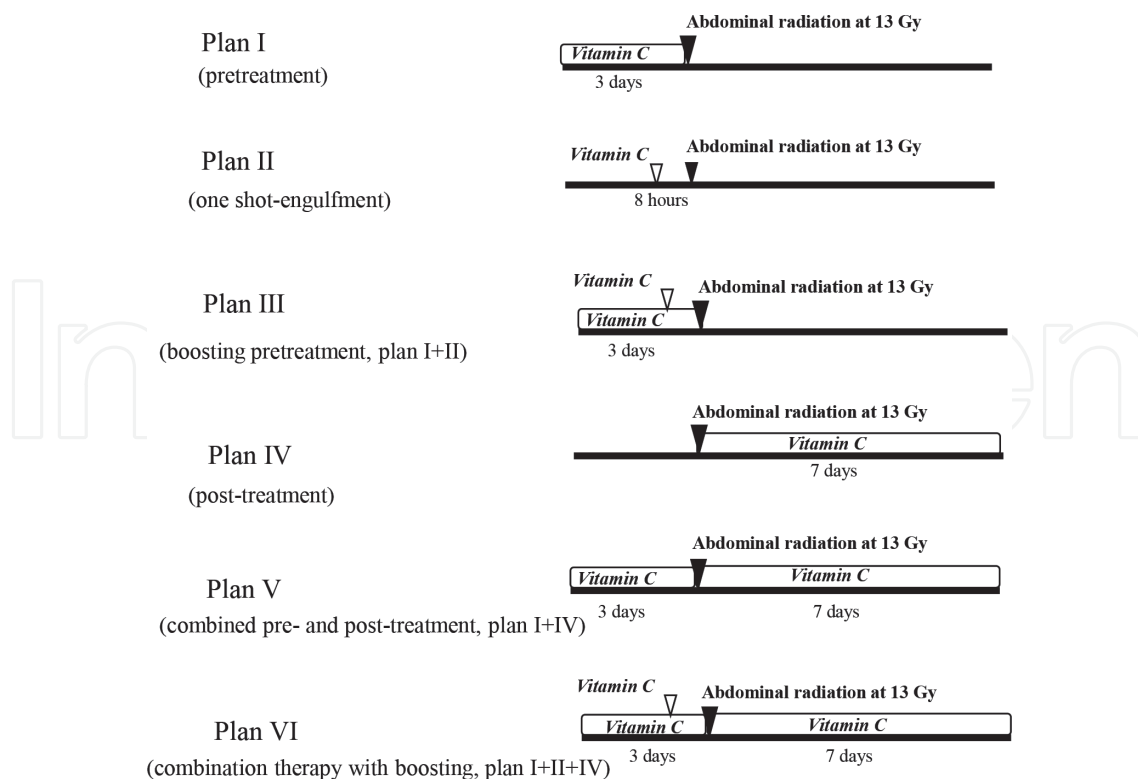 Plan I
(pretreatment)
Abdominal radiation at 13 Gy
Vitamin C
3 days
Plan II
(one shot-engulfment)
Abdominal radiation at 13 Gy
Vitamin C
8 hours
Plan III
(boosting pretreatment, plan I+II)
Vitamin C
Abdominal radiation at 13 Gy
Vitamin C
3 days
Plan IV
(post-treatment)
Abdominal radiation at 13 Gy
Vitamin C
7 days
Plan V
(combined pre- and post-treatment, plan I+IV)
Abdominal radiation at 13 Gy
Vitamin C Vitamin C
3 days 7 days
Plan VI
(combination therapy with boosting, plan I+II+IV)
Vitamin C
Abdominal radiation at 13 Gy
Vitamin C Vitamin C
3 days 7 days